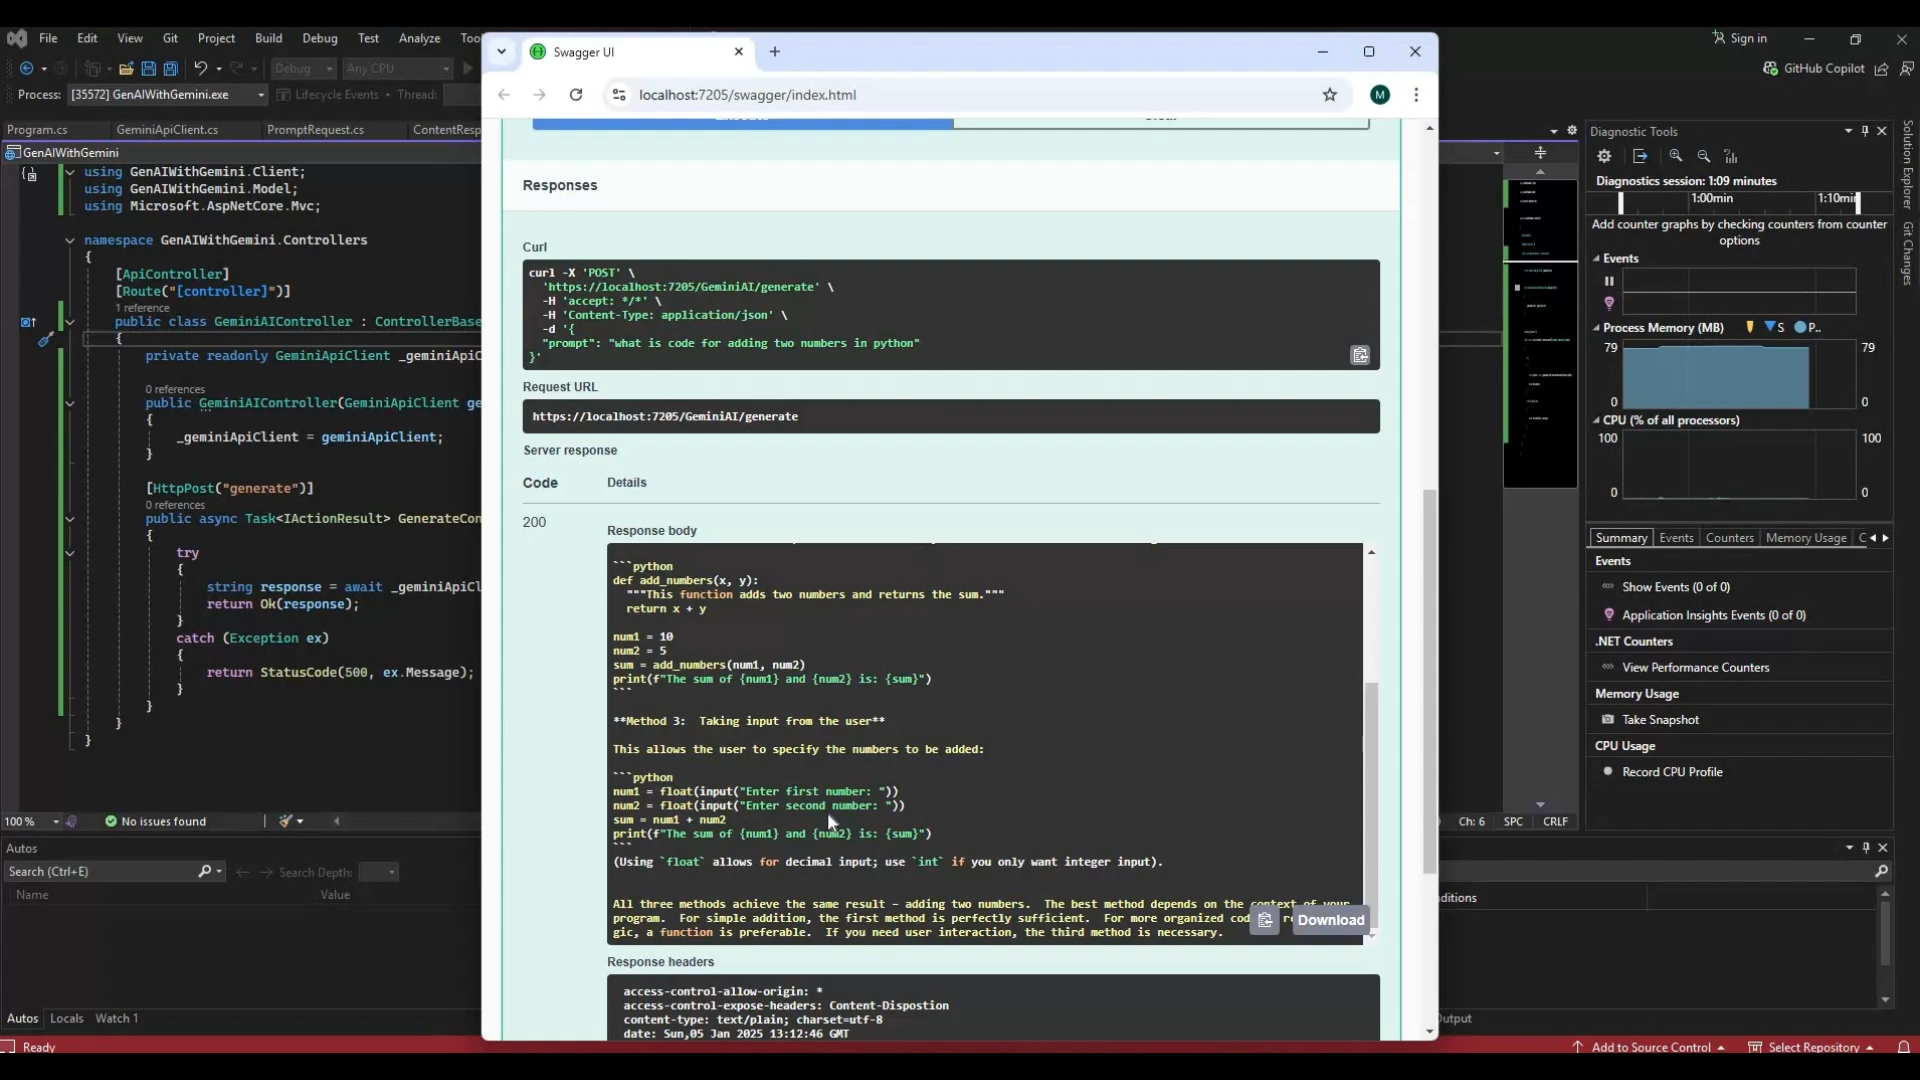 File Edit View Git Project Build Debug Test Analyze
Sign in
Debug Any CPU
GitHub Copilot
Process: [35572] GenAIWithGemini.exe Lifecycle Events Thread:
Program.cs GeminiApiClient.cs PromptRequest.cs
GenAIWithGemini
using GenAIWithGemini.Client;
using GenAIWithGemini.Model;
using Microsoft.AspNetCore.Mvc;
namespace GenAIWithGemini.Controllers
{
[ApiController]
[Route("[controller]")]
1 reference
public class GeminiAIController : ControllerBase
{
private readonly GeminiApiClient
0 references
public GeminiAIController(GeminiApiClient
{
_geminiApiClient = geminiApiClient;
}
[HttpPost("generate")]
0 references
public async Task<IActionResult>
{
try
{
string response = await
return Ok(response);
}
catch (Exception ex)
{
return StatusCode(500, ex.Message);
}
}
}
}
100 % No issues found
Autos
Search (Ctrl+E) Search Depth:
Name Value
Autos Locals Watch 1
Ready
Swagger UI
localhost:7205/swagger/index.html
M
Responses
Curl
curl -X 'POST' \
'https://localhost:7205/GeminiAI/generate' \
-H 'accept: */*' \
-H 'Content-Type: application/json' \
-d '{
"prompt": "what is code for adding two numbers in python"
}'
Request URL
https://localhost:7205/GeminiAI/generate
Server response
Code Details
200
Response body
```python
def add_numbers(x, y):
"""This function adds two numbers and returns the sum."""
return x + y
num1 = 10
num2 = 5
sum = add_numbers(num1, num2)
print(f"The sum of {num1} and {num2} is: {sum}")
```
**Method 3:  Taking input from the user**
This allows the user to specify the numbers to be added:
```python
num1 = float(input("Enter first number: "))
num2 = float(input("Enter second number: "))
sum = num1 + num2
print(f"The sum of {num1} and {num2} is: {sum}")
```
(Using `float` allows for decimal input; use `int` if you only want integer input).
All three methods achieve the same result – adding two numbers.  The best method depends on the context of your
program.  For simple addition, the first method is perfectly sufficient.  For more organized
gic, a function is preferable.  If you need user interaction, the third method is necessary.
Download
Response headers
access-control-allow-origin: *
access-control-expose-headers: Content-Dispostion
content-type: text/plain; charset=utf-8
date: Sun,05 Jan 2025 13:12:46 GMT
Ch: 6 SPC CRLF
Diagnostic Tools
Diagnostics session: 1:09 minutes
1:00min
Add counter graphs by checking counters from counter
options
Events
Process Memory (MB) S P..
79 79
0 0
CPU (% of all processors)
100 100
0 0
Summary Events Counters Memory Usage C
Events
Show Events (0 of 0)
Application Insights Events (0 of 0)
.NET Counters
View Performance Counters
Memory Usage
Take Snapshot
CPU Usage
Record CPU Profile
Solution Explorer
Git Changes
Add to Source Control Select Repository